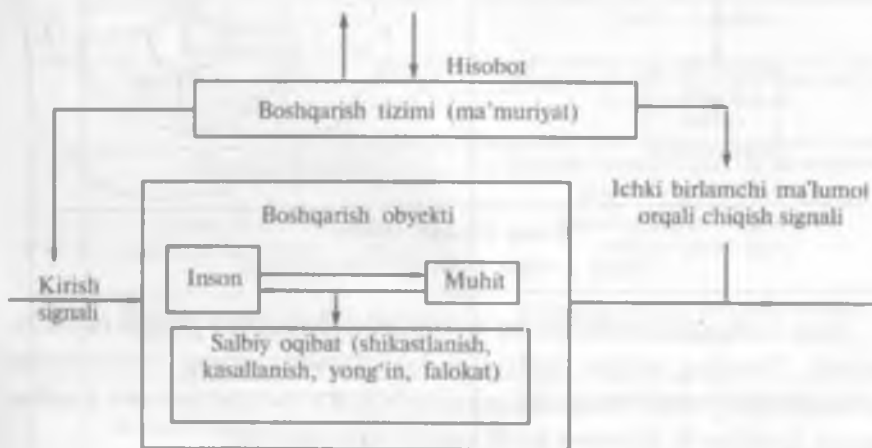 Hisobot
Boshqarish tizimi (ma'muriyat)
Ichki birlamchi ma'lumot
orqali chiqish signali
Boshqarish obyekti
Inson
Muhit
Kirish
signali
Salbiy oqibat (shikastlanish,
kasallanish, yong'in, falokat)